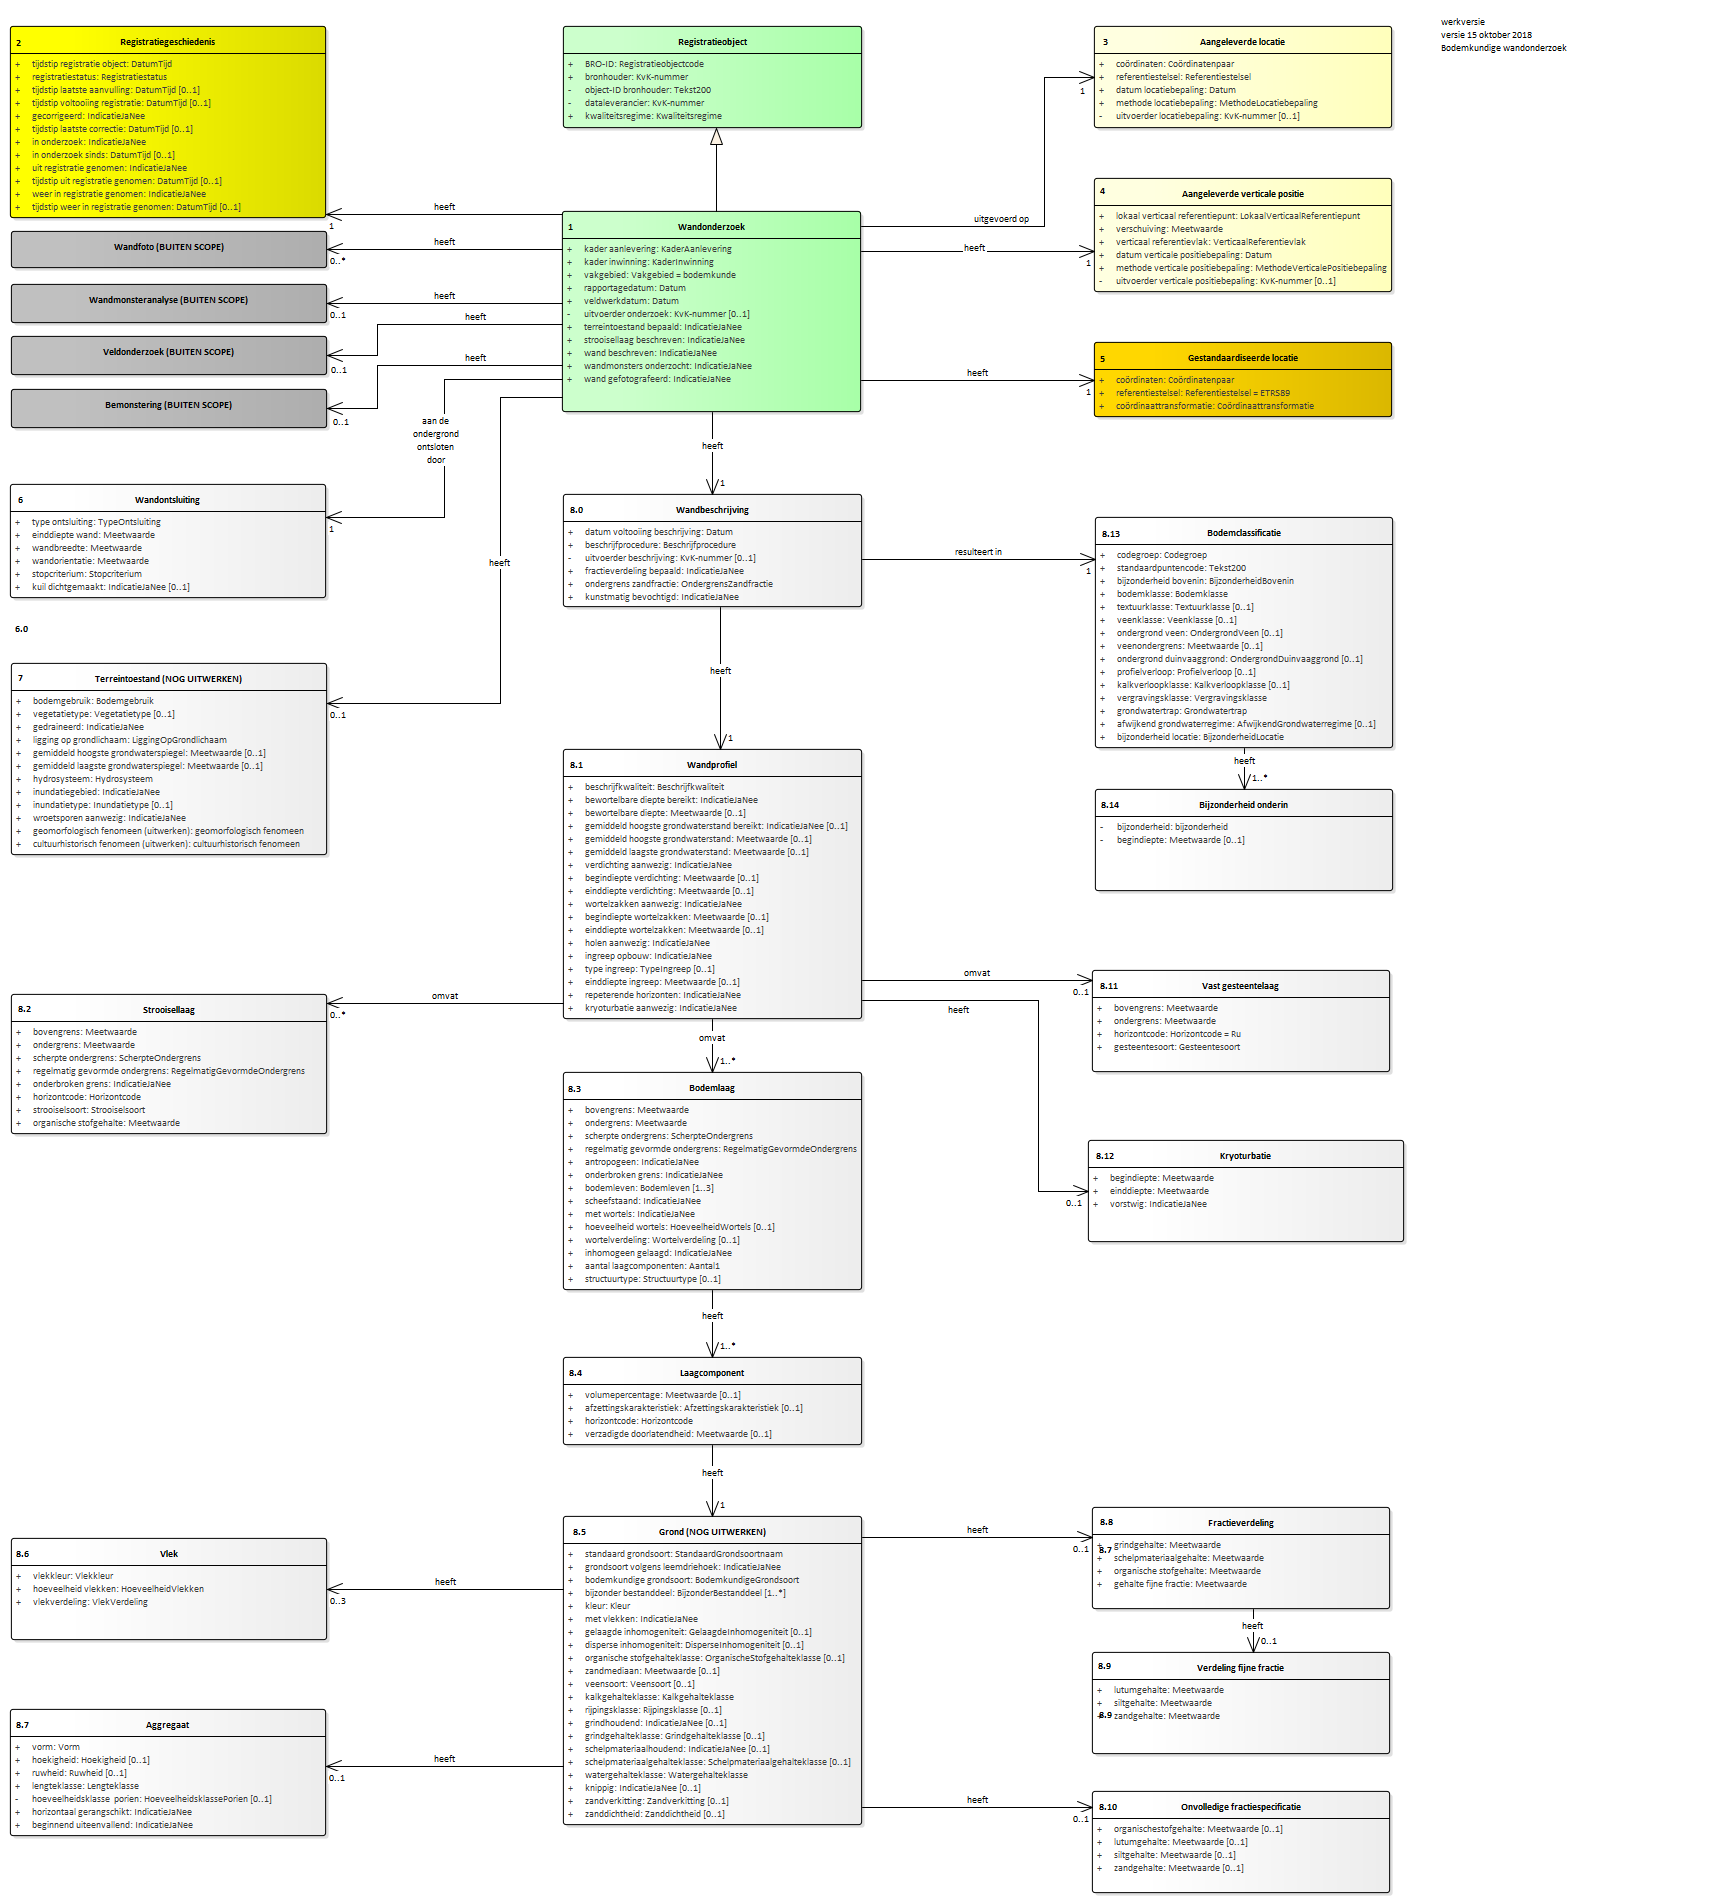 werkversie
versie 15 oktober 2018
Bodemkundige wandonderzoek
2 Registratiegeschiedenis
+ tijdstip registratie object: DatumTijd
+ registratiestatus: Registratiestatus
+ tijdstip laatste aanvulling: DatumTijd [0..1]
+ tijdstip voltooiing registratie: DatumTijd [0..1]
+ gecorrigeerd: IndicatieJaNee
+ tijdstip laatste correctie: DatumTijd [0..1]
+ in onderzoek: IndicatieJaNee
+ in onderzoek sinds: DatumTijd [0..1]
+ uit registratie genomen: IndicatieJaNee
+ tijdstip uit registratie genomen: DatumTijd [0..1]
+ weer in registratie genomen: IndicatieJaNee
+ tijdstip weer in registratie genomen: DatumTijd [0..1]
Registratieobject
+ BRO-ID: Registratieobjectcode
+ bronhouder: KvK-nummer
- object-ID bronhouder: Tekst200
- dataleverancier: KvK-nummer
+ kwaliteitsregime: Kwaliteitsregime
3 Aangeleverde locatie
+ coördinaten: Coördinatenpaar
+ referentiestelsel: Referentiestelsel
+ datum locatiebepaling: Datum
+ methode locatiebepaling: MethodeLocatiebepaling
- uitvoerder locatiebepaling: KvK-nummer [0..1]
1
4 Aangeleverde verticale positie
+ lokaal verticaal referentiepunt: LokaalVerticaalReferentiepunt
+ verschuiving: Meetwaarde
+ verticaal referentievlak: VerticaalReferentievlak
+ datum verticale positiebepaling: Datum
+ methode verticale positiebepaling: MethodeVerticalePositiebepaling
- uitvoerder verticale positiebepaling: KvK-nummer [0..1]
heeft
1
uitgevoerd op
heeft
1
Wandfoto (BUITEN SCOPE)
heeft
0..*
Wandmonsteranalyse (BUITEN SCOPE)
heeft
0..1
Veldonderzoek (BUITEN SCOPE)
heeft
0..1
Bemonstering (BUITEN SCOPE)
heeft
0..1
1 Wandonderzoek
+ kader aanlevering: KaderAanlevering
+ kader inwinning: KaderInwinning
+ vakgebied: Vakgebied = bodemkunde
+ rapportagedatum: Datum
+ veldwerkdatum: Datum
- uitvoerder onderzoek: KvK-nummer [0..1]
+ terreintoestand bepaald: IndicatieJaNee
+ strooisellaag beschreven: IndicatieJaNee
+ wand beschreven: IndicatieJaNee
+ wandmonsters onderzocht: IndicatieJaNee
+ wand gefotografeerd: IndicatieJaNee
5 Gestandaardiseerde locatie
+ coördinaten: Coördinatenpaar
+ referentiestelsel: Referentiestelsel = ETRS89
+ coördinaattransformatie: Coördinaattransformatie
heeft
1
aan de
ondergrond
ontsloten
door
1
heeft
1
6 Wandontsluiting
+ type ontsluiting: TypeOntsluiting
+ einddiepte wand: Meetwaarde
+ wandbreedte: Meetwaarde
+ wandorientatie: Meetwaarde
+ stopcriterium: Stopcriterium
+ kuil dichtgemaakt: IndicatieJaNee [0..1]
6.0
8.0 Wandbeschrijving
+ datum voltooiing beschrijving: Datum
+ beschrijfprocedure: Beschrijfprocedure
- uitvoerder beschrijving: KvK-nummer [0..1]
+ fractieverdeling bepaald: IndicatieJaNee
+ ondergrens zandfractie: OndergrensZandfractie
+ kunstmatig bevochtigd: IndicatieJaNee
resulteert in
1
8.13 Bodemclassificatie
+ codegroep: Codegroep
+ standaardpuntencode: Tekst200
+ bijzonderheid bovenin: BijzonderheidBovenin
+ bodemklasse: Bodemklasse
+ textuurklasse: Textuurklasse [0..1]
+ veenklasse: Veenklasse [0..1]
+ ondergrond veen: OndergrondVeen [0..1]
+ veenondergrens: Meetwaarde [0..1]
+ ondergrond duinvaaggrond: OndergrondDuinvaaggrond [0..1]
+ profielverloop: Profielverloop [0..1]
+ kalkverloopklasse: Kalkverloopklasse [0..1]
+ vergravingsklasse: Vergravingsklasse
+ grondwatertrap: Grondwatertrap
+ afwijkend grondwaterregime: AfwijkendGrondwaterregime [0..1]
+ bijzonderheid locatie: BijzonderheidLocatie
heeft
1..*
8.14 Bijzonderheid onderin
- bijzonderheid: bijzonderheid
- begindiepte: Meetwaarde [0..1]
heeft
0..1
7 Terreintoestand (NOG UITWERKEN)
+ bodemgebruik: Bodemgebruik
+ vegetatietype: Vegetatietype [0..1]
+ gedraineerd: IndicatieJaNee
+ ligging op grondlichaam: LiggingOpGrondlichaam
+ gemiddeld hoogste grondwaterspiegel: Meetwaarde [0..1]
+ gemiddeld laagste grondwaterspiegel: Meetwaarde [0..1]
+ hydrosysteem: Hydrosysteem
+ inundatiegebied: IndicatieJaNee
+ inundatietype: Inundatietype [0..1]
+ wroetsporen aanwezig: IndicatieJaNee
+ geomorfologisch fenomeen (uitwerken): geomorfologisch fenomeen
+ cultuurhistorisch fenomeen (uitwerken): cultuurhistorisch fenomeen
heeft
1
8.1 Wandprofiel
+ beschrijfkwaliteit: Beschrijfkwaliteit
+ bewortelbare diepte bereikt: IndicatieJaNee
+ bewortelbare diepte: Meetwaarde [0..1]
+ gemiddeld hoogste grondwaterstand bereikt: IndicatieJaNee [0..1]
+ gemiddeld hoogste grondwaterstand: Meetwaarde [0..1]
+ gemiddeld laagste grondwaterstand: Meetwaarde [0..1]
+ verdichting aanwezig: IndicatieJaNee
+ begindiepte verdichting: Meetwaarde [0..1]
+ einddiepte verdichting: Meetwaarde [0..1]
+ wortelzakken aanwezig: IndicatieJaNee
+ begindiepte wortelzakken: Meetwaarde [0..1]
+ einddiepte wortelzakken: Meetwaarde [0..1]
+ holen aanwezig: IndicatieJaNee
+ ingreep opbouw: IndicatieJaNee
+ type ingreep: TypeIngreep [0..1]
+ einddiepte ingreep: Meetwaarde [0..1]
+ repeterende horizonten: IndicatieJaNee
+ kryoturbatie aanwezig: IndicatieJaNee
omvat
0..1
8.11 Vast gesteentelaag
+ bovengrens: Meetwaarde
+ ondergrens: Meetwaarde
+ horizontcode: Horizontcode = Ru
+ gesteentesoort: Gesteentesoort
heeft
0..1
8.12 Kryoturbatie
+ begindiepte: Meetwaarde
+ einddiepte: Meetwaarde
+ vorstwig: IndicatieJaNee
omvat
0..*
8.2 Strooisellaag
+ bovengrens: Meetwaarde
+ ondergrens: Meetwaarde
+ scherpte ondergrens: ScherpteOndergrens
+ regelmatig gevormde ondergrens: RegelmatigGevormdeOndergrens
+ onderbroken grens: IndicatieJaNee
+ horizontcode: Horizontcode
+ strooiselsoort: Strooiselsoort
+ organische stofgehalte: Meetwaarde
omvat
1..*
8.3 Bodemlaag
+ bovengrens: Meetwaarde
+ ondergrens: Meetwaarde
+ scherpte ondergrens: ScherpteOndergrens
+ regelmatig gevormde ondergrens: RegelmatigGevormdeOndergrens
+ antropogeen: IndicatieJaNee
+ onderbroken grens: IndicatieJaNee
+ bodemleven: Bodemleven [1..3]
+ scheefstaand: IndicatieJaNee
+ met wortels: IndicatieJaNee
+ hoeveelheid wortels: HoeveelheidWortels [0..1]
+ wortelverdeling: Wortelverdeling [0..1]
+ inhomogeen gelaagd: IndicatieJaNee
+ aantal laagcomponenten: Aantal1
+ structuurtype: Structuurtype [0..1]
heeft
1..*
8.4 Laagcomponent
+ volumepercentage: Meetwaarde [0..1]
+ afzettingskarakteristiek: Afzettingskarakteristiek [0..1]
+ horizontcode: Horizontcode
+ verzadigde doorlatendheid: Meetwaarde [0..1]
heeft
1
8.5 Grond (NOG UITWERKEN)
+ standaard grondsoort: StandaardGrondsoortnaam
+ grondsoort volgens leemdriehoek: IndicatieJaNee
+ bodemkundige grondsoort: BodemkundigeGrondsoort
+ bijzonder bestanddeel: BijzonderBestanddeel [1..*]
+ kleur: Kleur
+ met vlekken: IndicatieJaNee
+ gelaagde inhomogeniteit: GelaagdeInhomogeniteit [0..1]
+ disperse inhomogeniteit: DisperseInhomogeniteit [0..1]
+ organische stofgehalteklasse: OrganischeStofgehalteklasse [0..1]
+ zandmediaan: Meetwaarde [0..1]
+ veensoort: Veensoort [0..1]
+ kalkgehalteklasse: Kalkgehalteklasse
+ rijpingsklasse: Rijpingsklasse [0..1]
+ grindhoudend: IndicatieJaNee [0..1]
+ grindgehalteklasse: Grindgehalteklasse [0..1]
+ schelpmateriaalhoudend: IndicatieJaNee [0..1]
+ schelpmateriaalgehalteklasse: Schelpmateriaalgehalteklasse [0..1]
+ watergehalteklasse: Watergehalteklasse
+ knippig: IndicatieJaNee [0..1]
+ zandverkitting: Zandverkitting [0..1]
+ zanddichtheid: Zanddichtheid [0..1]
heeft
0..3
8.6 Vlek
+ vlekkleur: Vlekkleur
+ hoeveelheid vlekken: HoeveelheidVlekken
+ vlekverdeling: VlekVerdeling
heeft
0..1
8.7 Aggregaat
+ vorm: Vorm
+ hoekigheid: Hoekigheid [0..1]
+ ruwheid: Ruwheid [0..1]
+ lengteklasse: Lengteklasse
- hoeveelheidsklasse porien: HoeveelheidsklassePorien [0..1]
+ horizontaal gerangschikt: IndicatieJaNee
+ beginnend uiteenvallend: IndicatieJaNee
heeft
0..1
8.8 Fractieverdeling
8.7
+ grindgehalte: Meetwaarde
+ schelpmateriaalgehalte: Meetwaarde
+ organische stofgehalte: Meetwaarde
+ gehalte fijne fractie: Meetwaarde
heeft
0..1
8.9 Verdeling fijne fractie
+ lutumgehalte: Meetwaarde
+ siltgehalte: Meetwaarde
8.9 zandgehalte: Meetwaarde
heeft
0..1
8.10 Onvolledige fractiespecificatie
+ organischestofgehalte: Meetwaarde [0..1]
+ lutumgehalte: Meetwaarde [0..1]
+ siltgehalte: Meetwaarde [0..1]
+ zandgehalte: Meetwaarde [0..1]